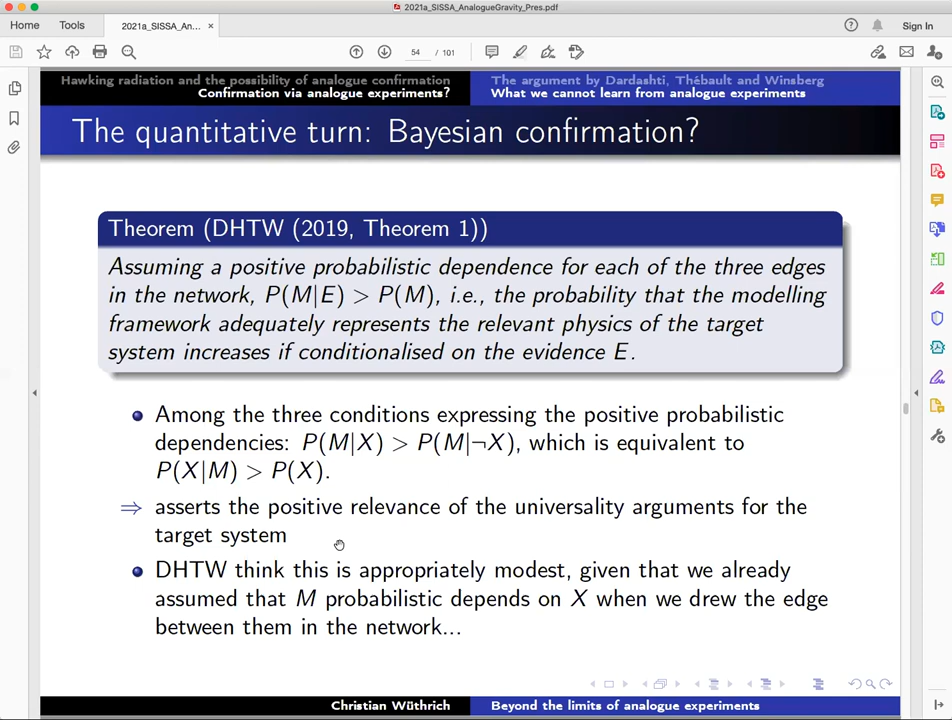 2021a_SISSA_AnalogueGravity_Pres.pdf
Home Tools 2021a_SISSA_An... × Sign In
54 / 101
Hawking radiation and the possibility of analogue confirmation The argument by Dardashti, Thébault and Winsberg
Confirmation via analogue experiments? What we cannot learn from analogue experiments
The quantitative turn: Bayesian confirmation?
Theorem (DHTW (2019, Theorem 1))
Assuming a positive probabilistic dependence for each of the three edges
in the network, P(M|E) > P(M), i.e., the probability that the modelling
framework adequately represents the relevant physics of the target
system increases if conditionalised on the evidence E.
Among the three conditions expressing the positive probabilistic
dependencies: P(M|X) > P(M|¬X), which is equivalent to
P(X|M) > P(X).
⇒ asserts the positive relevance of the universality arguments for the
target system
DHTW think this is appropriately modest, given that we already
assumed that M probabilistic depends on X when we drew the edge
between them in the network...
Christian Wüthrich Beyond the limits of analogue experiments